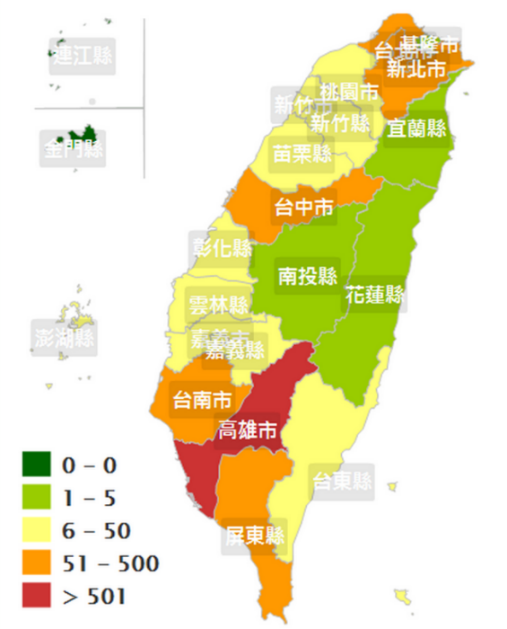 連江縣
金門縣
基隆市
台北市
新北市
桃園市
新竹市
新竹縣
宜蘭縣
苗栗縣
台中市
彰化縣
南投縣
花蓮縣
雲林縣
嘉義市
嘉義縣
澎湖縣
台南市
高雄市
台東縣
屏東縣
0 – 0
1 – 5
6 – 50
51 – 500
> 501